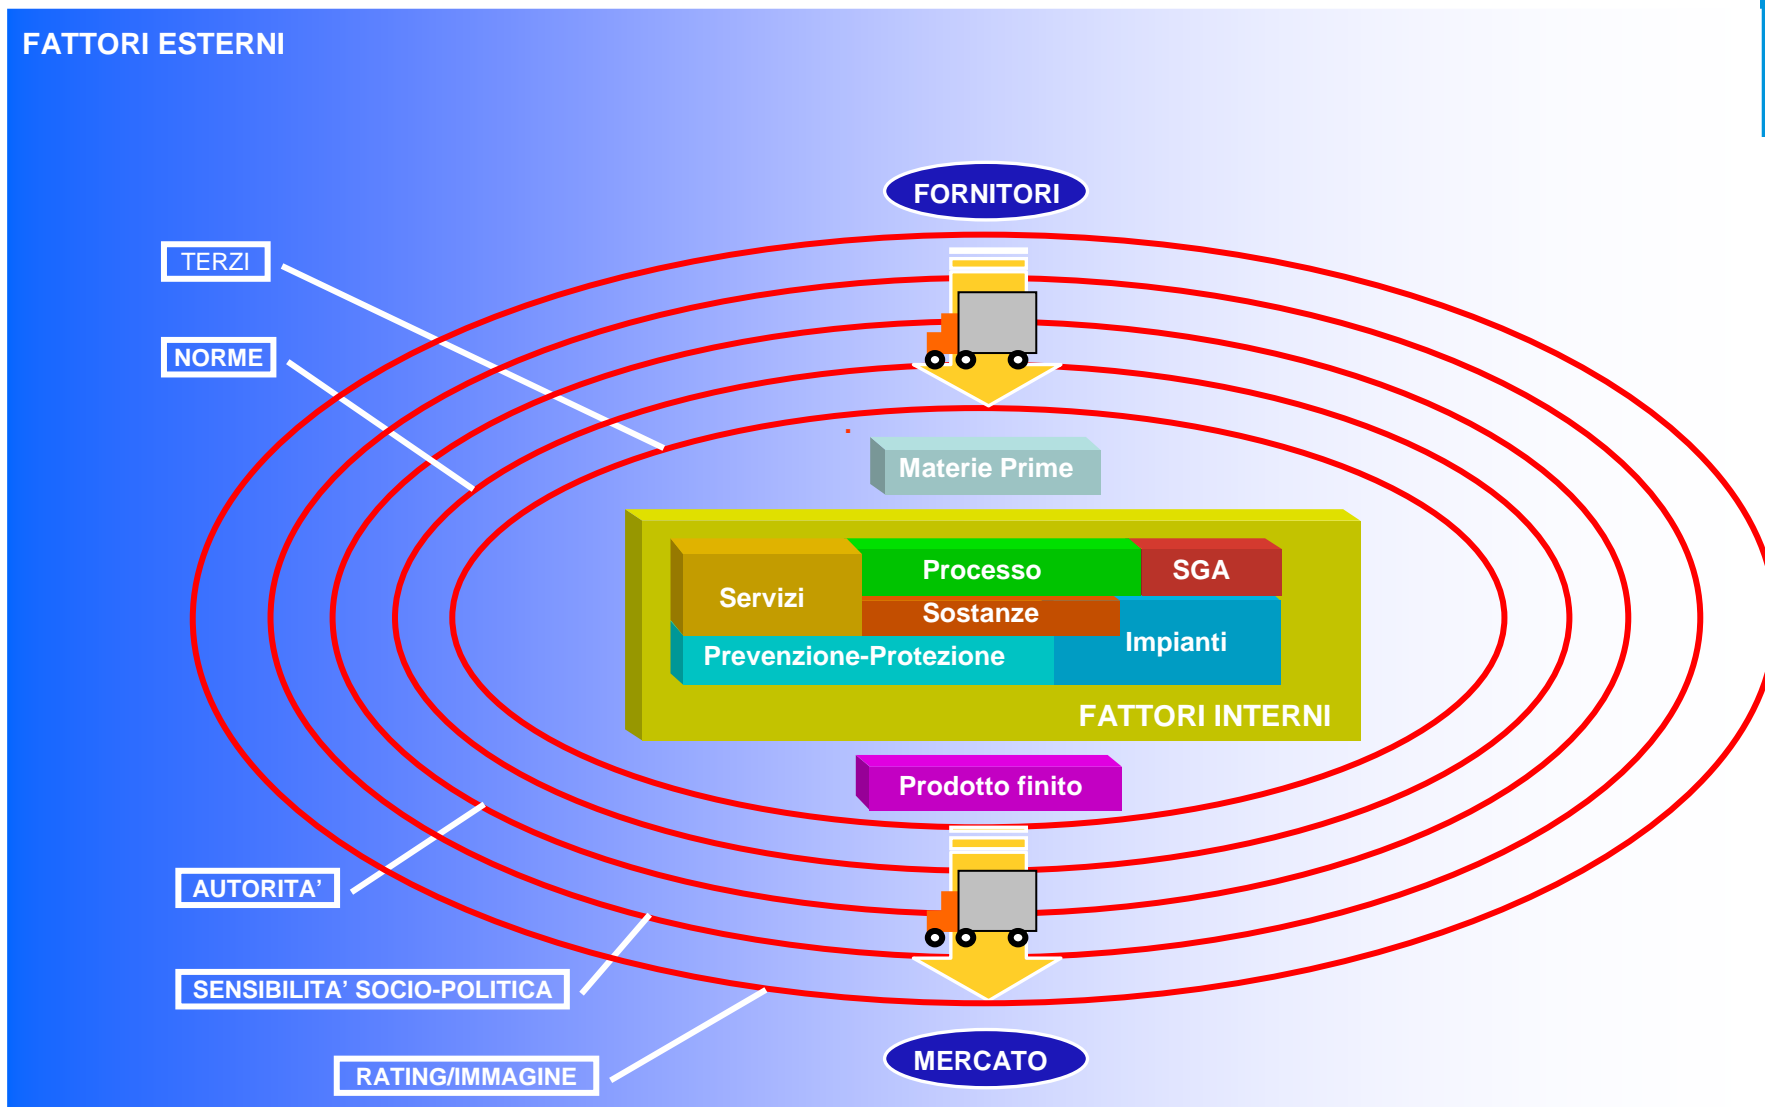 FATTORI ESTERNI
FORNITORI
TERZI
NORME
Materie Prime
Processo
SGA
Servizi
Sostanze
Impianti
Prevenzione-Protezione
FATTORI INTERNI
Prodotto finito
AUTORITA’
SENSIBILITA’ SOCIO-POLITICA
MERCATO
RATING/IMMAGINE